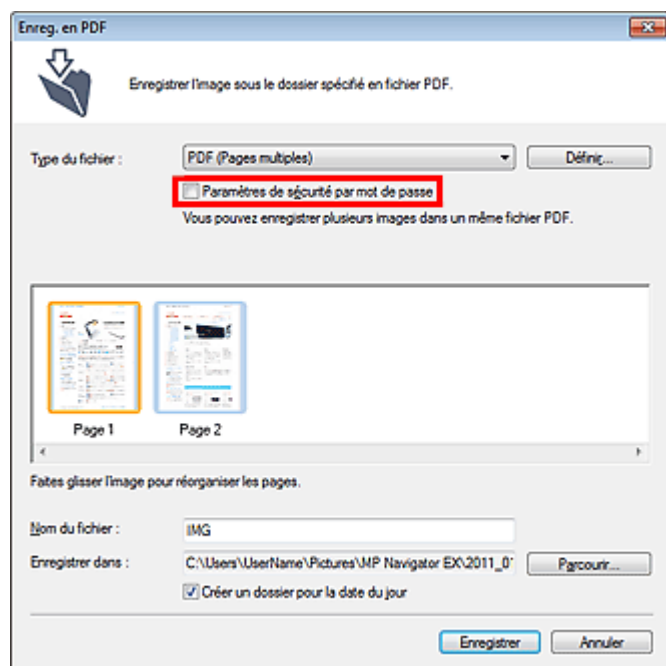 Enreg. en PDF
Enregistrer l'image sous le dossier spécifié en fichier PDF.
Type du fichier : PDF (Pages multiples) Définir...
Paramètres de sécurité par mot de passe
Vous pouvez enregistrer plusieurs images dans un même fichier PDF.
Page 1 Page 2
Faites glisser l'image pour réorganiser les pages.
Nom du fichier : IMG
Enregistrer dans : C:\Users\UserName\Pictures\MP Navigator EX\2011_0 Parcourir...
Créer un dossier pour la date du jour
Enregistrer Annuler